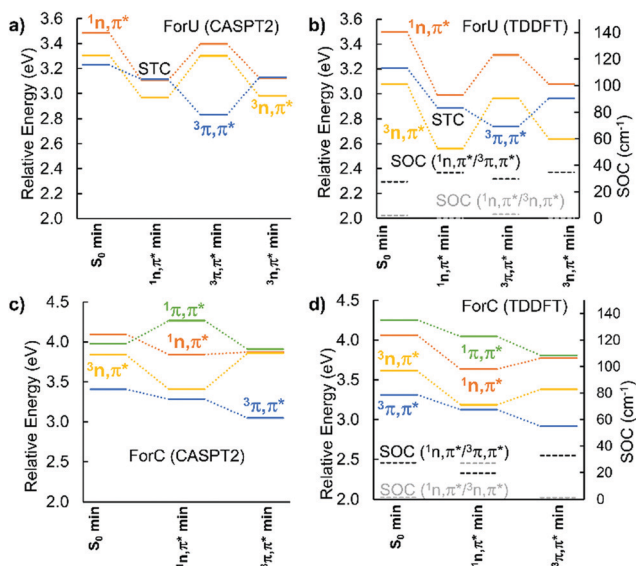 a)
ForU (CASPT2)
Relative Energy (eV)
3.6
3.4
3.2
3.0
2.8
2.6
2.4
2.2
2.0
¹n,π*
STC
³π,π*
³n,π*
S₀ min
¹n,π* min
³π,π* min
³n,π* min
b)
ForU (TDDFT)
Relative Energy (eV)
3.6
3.4
3.2
3.0
2.8
2.6
2.4
2.2
2.0
¹n,π*
³n,π*
STC
³π,π*
SOC (¹n,π*/³π,π*)
SOC (¹n,π*/³n,π*)
140
120
100
80
60
40
20
0
SOC (cm⁻¹)
S₀ min
¹n,π* min
³π,π* min
³n,π* min
c)
Relative Energy (eV)
4.5
4.0
3.5
3.0
2.5
2.0
¹π,π*
¹n,π*
³n,π*
³π,π*
ForC (CASPT2)
S₀ min
¹n,π* min
³π,π* min
d)
ForC (TDDFT)
Relative Energy (eV)
4.5
4.0
3.5
3.0
2.5
2.0
¹π,π*
³n,π*
¹n,π*
³π,π*
SOC (¹n,π*/³π,π*)
SOC (¹n,π*/³n,π*)
140
120
100
80
60
40
20
0
SOC (cm⁻¹)
S₀ min
¹n,π* min
³π,π* min